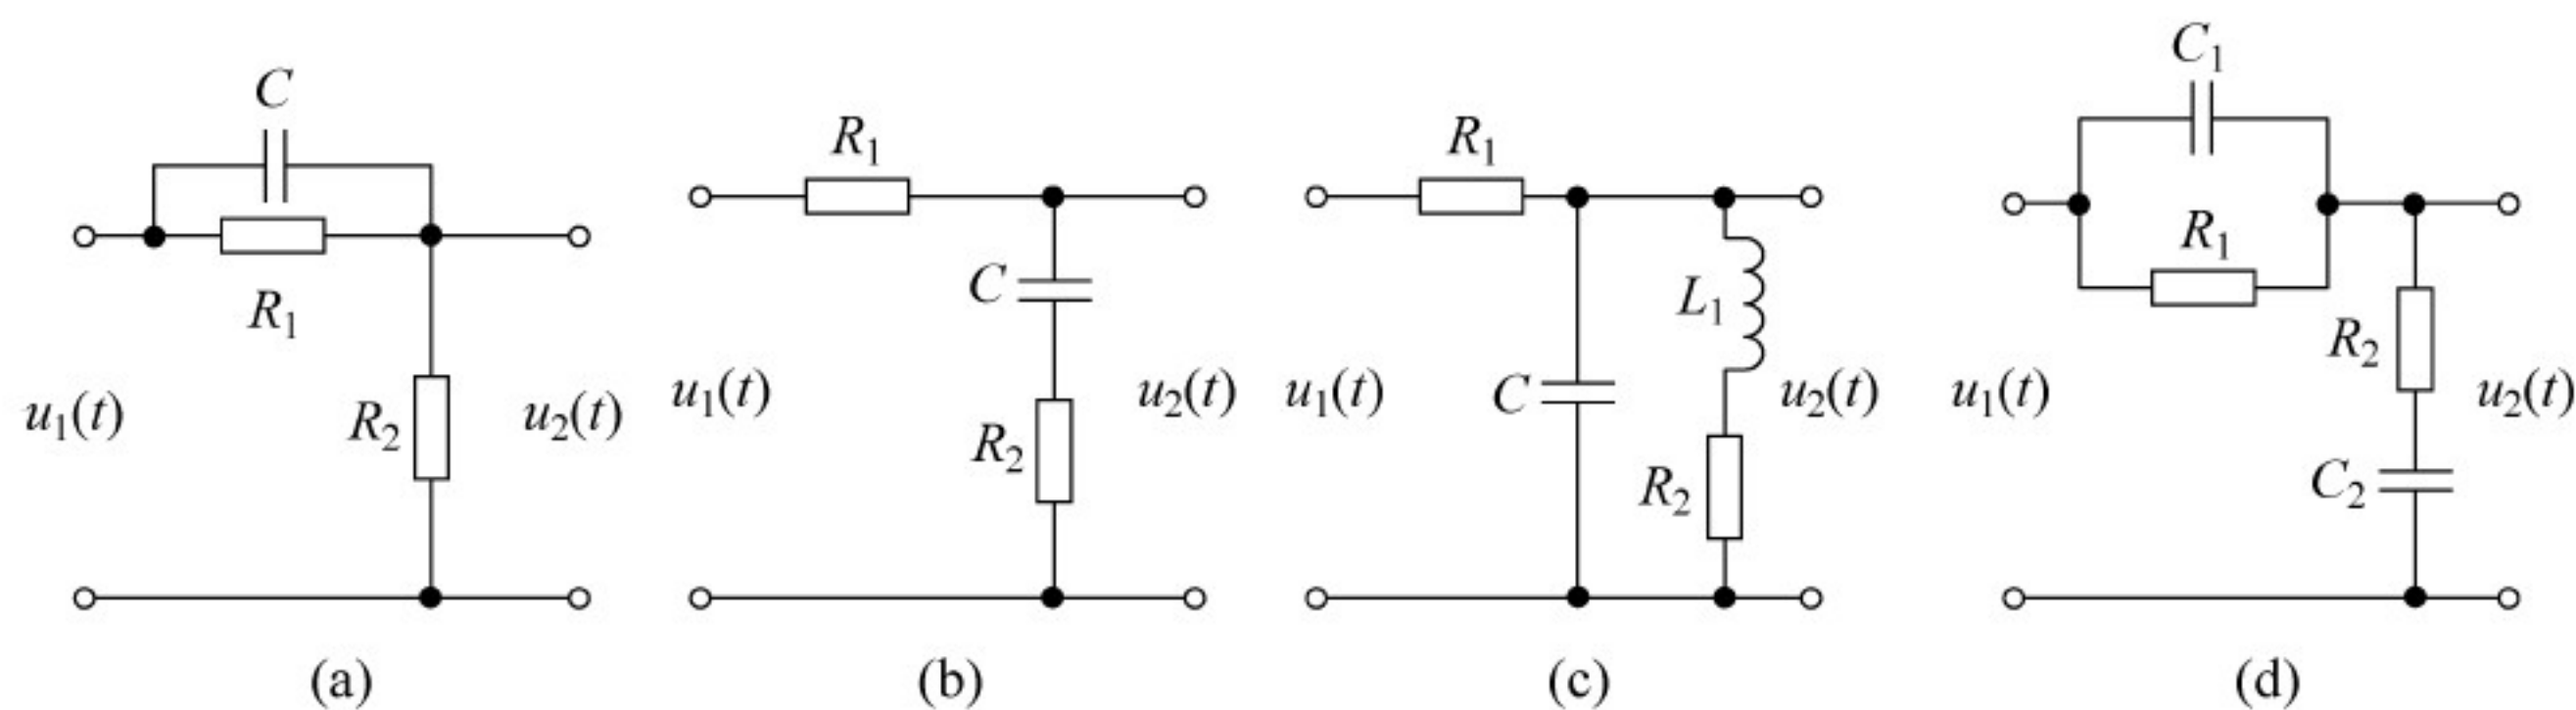 C
R₁
R₂
u₁(t)
u₂(t)
(a)
R₁
C
R₂
u₁(t)
u₂(t)
(b)
R₁
L₁
C
R₂
u₁(t)
u₂(t)
(c)
C₁
R₁
R₂
C₂
u₁(t)
u₂(t)
(d)